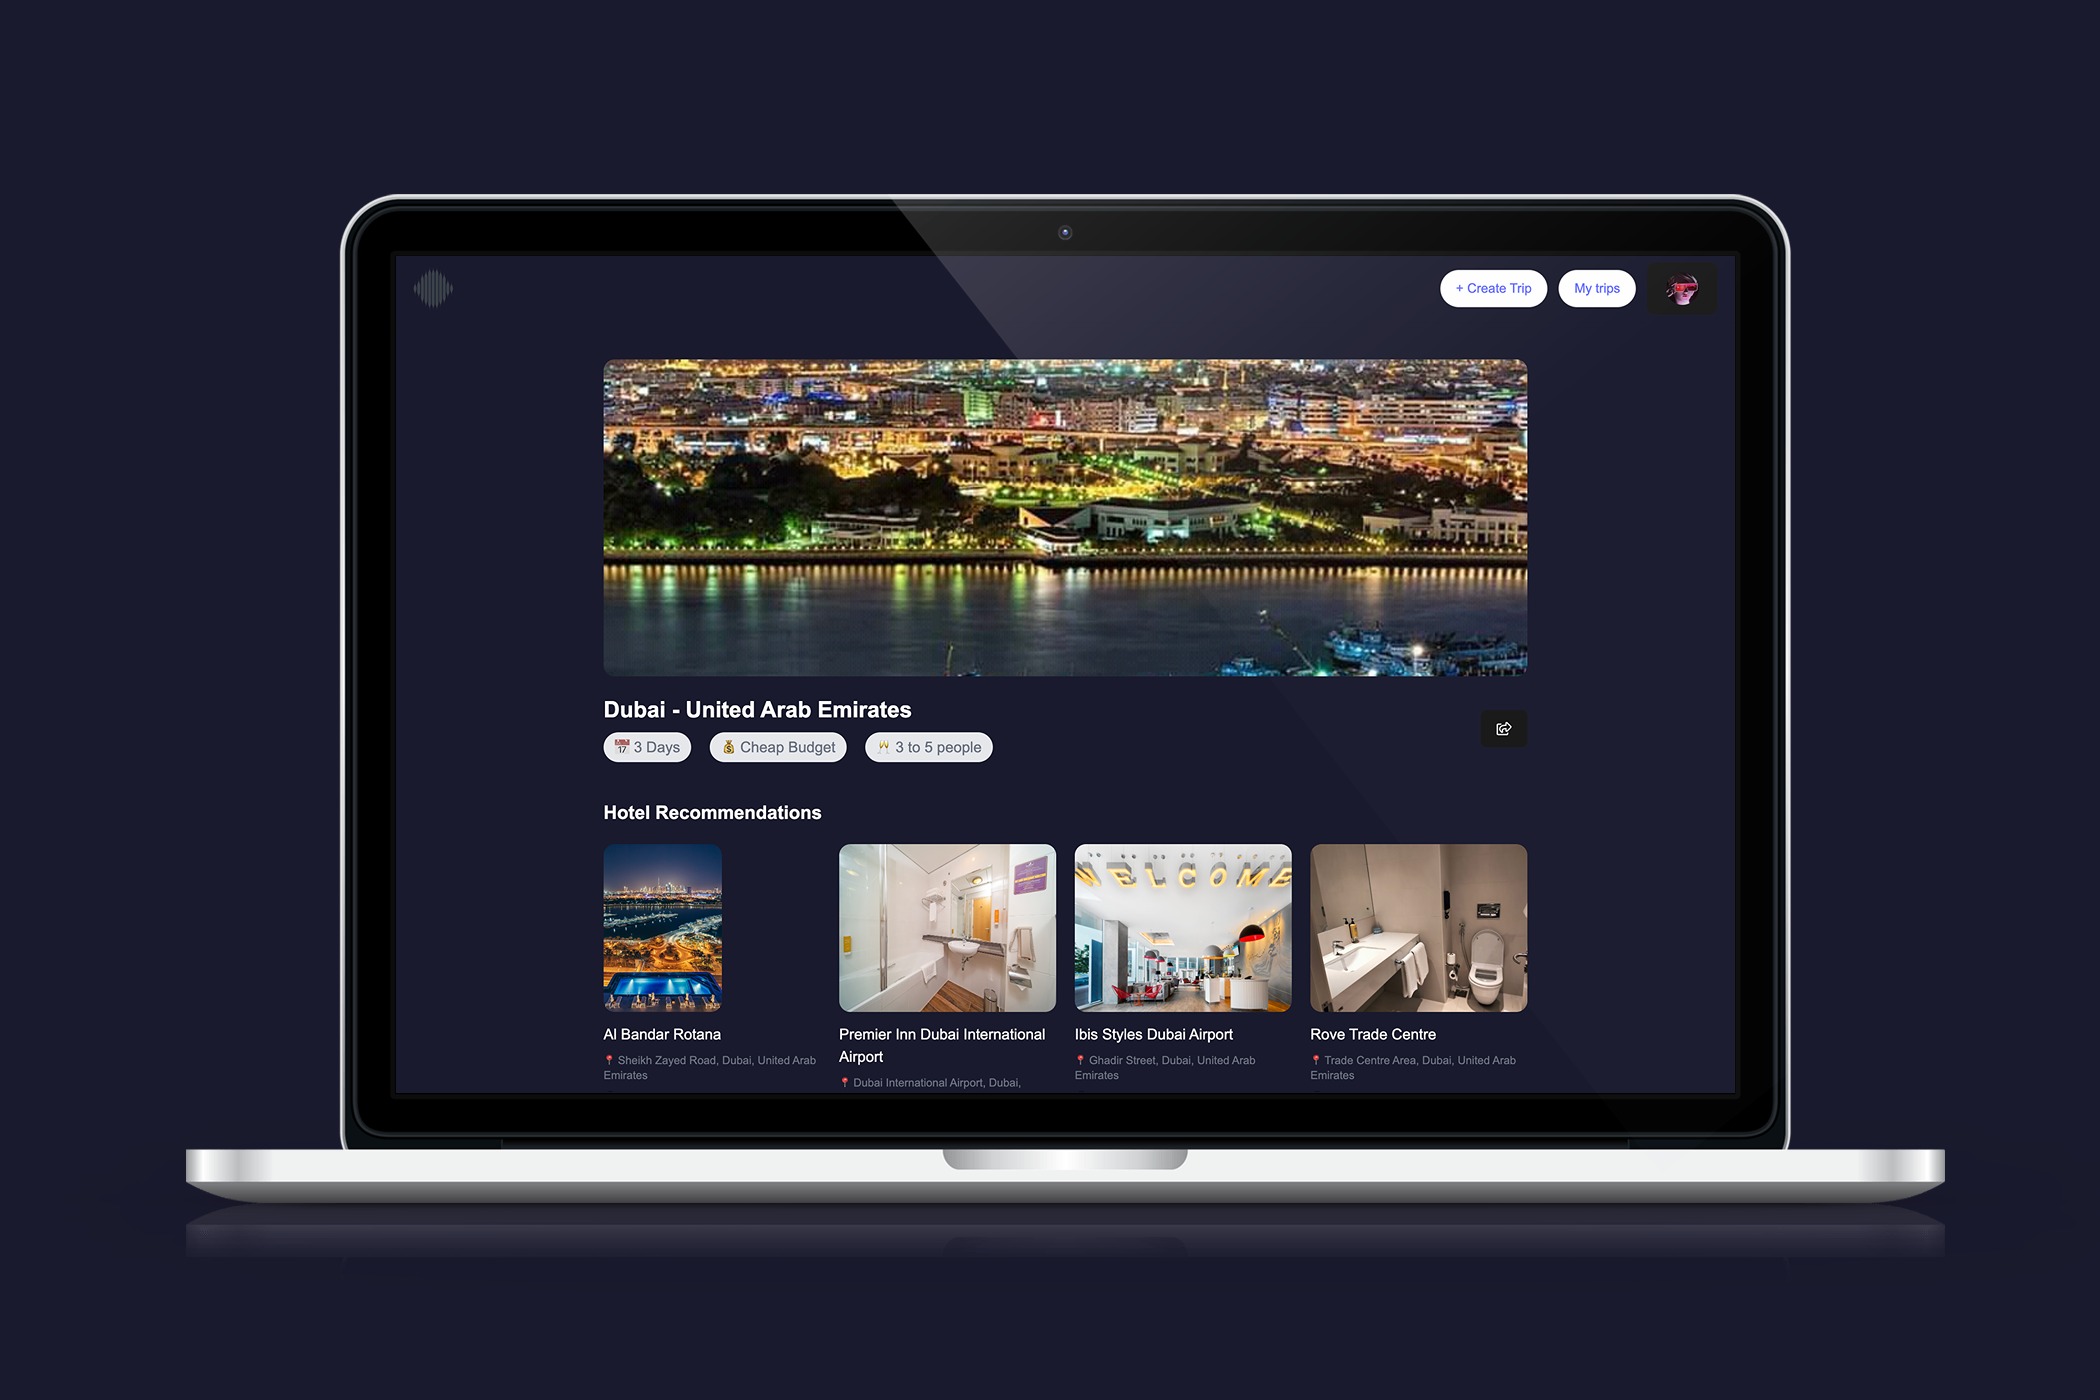 + Create Trip
My trips
Dubai - United Arab Emirates
17 3 Days
Cheap Budget
3 to 5 people
Hotel Recommendations
WELCOME
Al Bandar Rotana
Sheikh Zayed Road, Dubai, United Arab
Emirates
Premier Inn Dubai International
Airport
Dubai International Airport, Dubai,
Ibis Styles Dubai Airport
Ghadir Street, Dubai, United Arab
Emirates
Rove Trade Centre
Trade Centre Area, Dubai, United Arab
Emirates